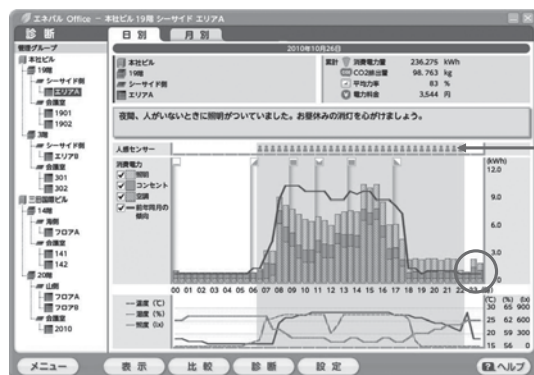 エネパル Office - 本社ビル 19階 シーサイド エリアA
診 断
日 別
月 別
管理グループ
2010年10月26日
本社ビル
19階
シーサイド側
エリアA
会議室
1901
1902
3階
シーサイド側
エリアB
会議室
301
302
三田国際ビル
14階
海側
フロアA
会議室
141
142
20階
山側
フロアA
フロアB
会議室
2010
本社ビル
19階
シーサイド側
エリアA
累計
消費電力量 236.275 kWh
CO2排出量 98.763 kg
平均力率 83 %
電力料金 3,544 円
夜間、人がいないときに照明がついていました。お昼休みの消灯を心がけましょう。
人感センサー
消費電力
照明
コンセント
空調
前年同月の
傾向
(kWh)
12.0
9.0
6.0
3.0
0.0
00 01 02 03 04 05 06 07 08 09 10 11 12 13 14 15 16 17 18 19 20 21 22 23
温度 (℃)
湿度 (%)
照度 (lx)
(℃) (%) (lx)
30 65 900
25 62 600
20 59 300
15 56 0
メニュー
表 示
比 較
診 断
設 定
ヘルプ